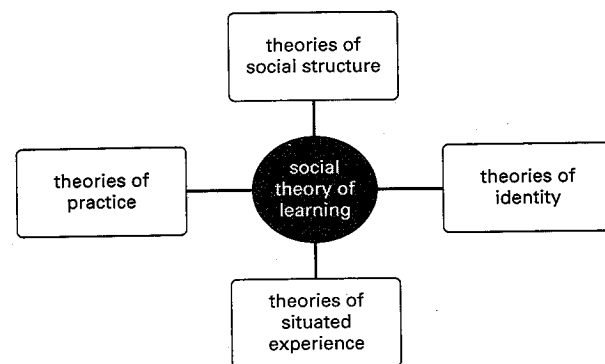 theories of
social structure
theories of
practice
social
theory of
learning
theories of
identity
theories of
situated
experience